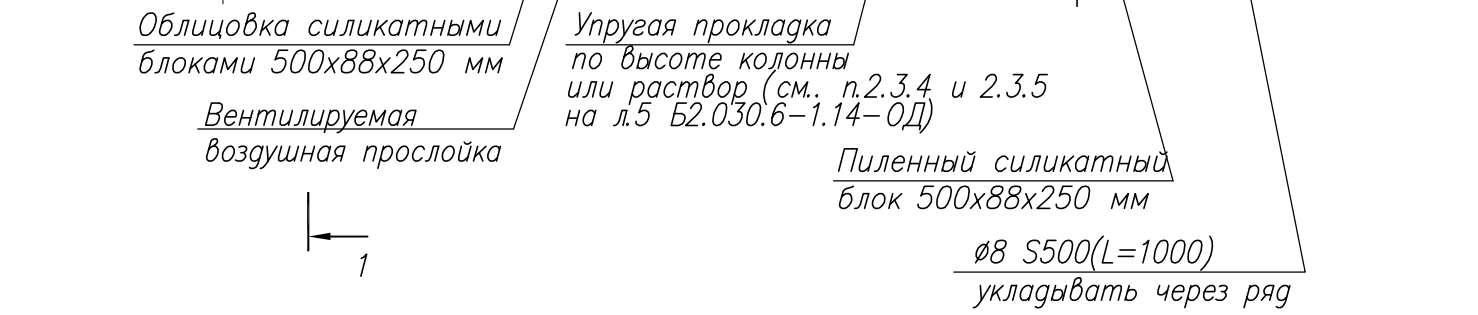 Облицовка силикатными
блоками 500х88х250 мм
Вентилируемая
воздушная прослойка
Упругая прокладка
по высоте колонны
или раствор (см.. п.2.3.4 и 2.3.5
на л.5 Б2.030.6-1.14-ОД)
Пиленный силикатный
блок 500х88х250 мм
1
⌀8 S500(L=1000)
укладывать через ряд